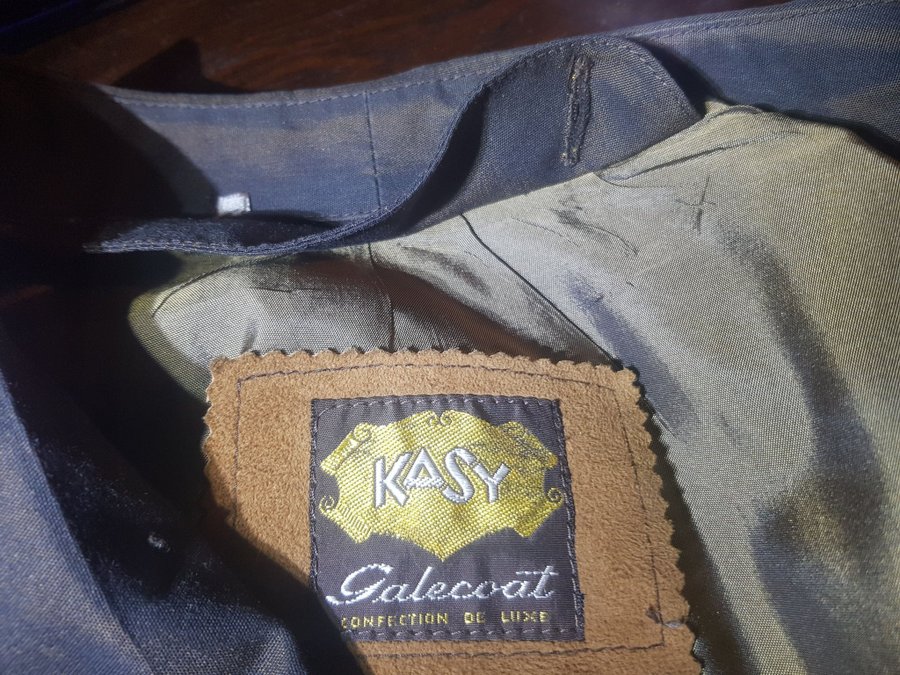 KASY
Galecoat
CONFECTION DE LUXE